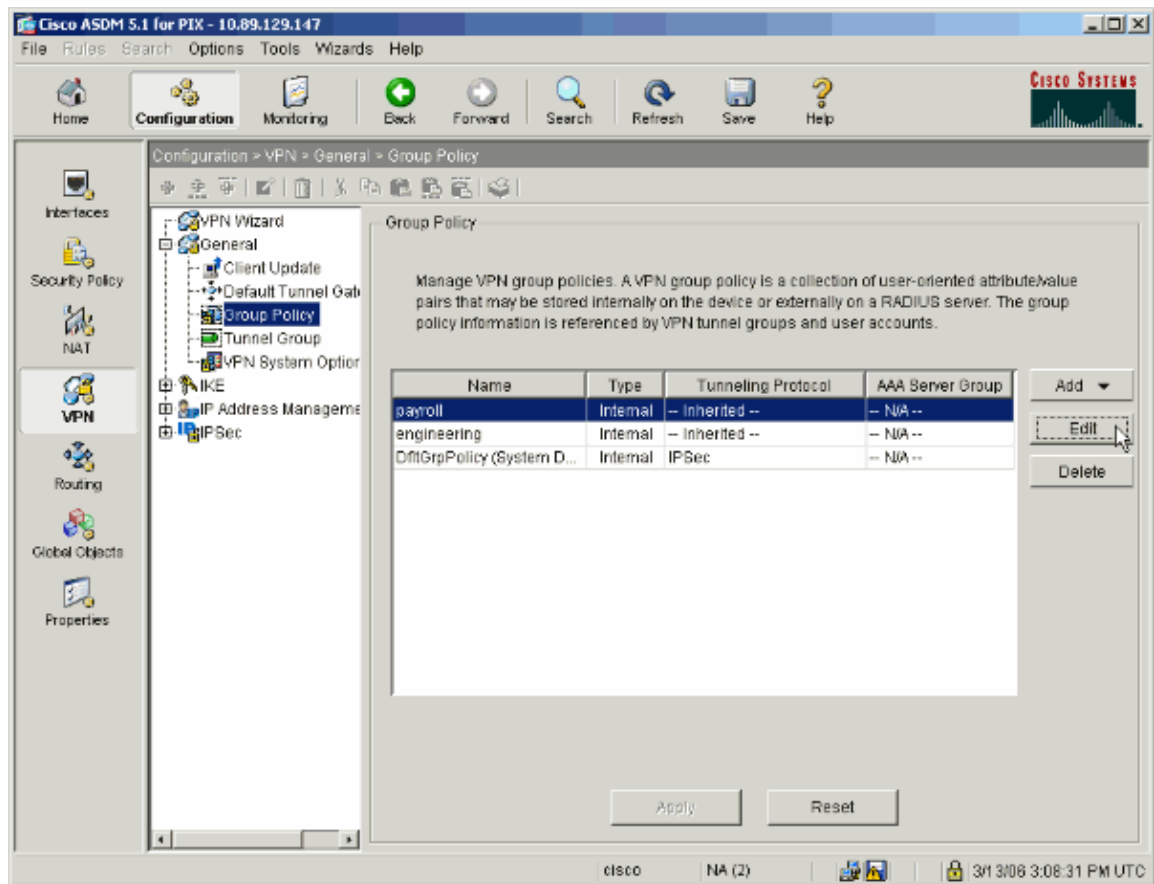 Cisco ASDM 5.1 for PIX - 10.89.129.147
File Rules Search Options Tools Wizards Help
Home Configuration Monitoring Back Forward Search Refresh Save Help
CISCO SYSTEMS
Configuration > VPN > General > Group Policy
Interfaces
Security Policy
NAT
VPN
Routing
Global Objects
Properties
VPN Wizard
General
Client Update
Default Tunnel Gat
Group Policy
Tunnel Group
VPN System Option
IKE
IP Address Manageme
IPSec
Group Policy
Manage VPN group policies. A VPN group policy is a collection of user-oriented attribute/value
pairs that may be stored internally on the device or externally on a RADIUS server. The group
policy information is referenced by VPN tunnel groups and user accounts.
Name Type Tunneling Protocol AAA Server Group
payroll Internal -- Inherited -- -- N/A --
engineering Internal -- Inherited -- -- N/A --
DfltGrpPolicy (System D... Internal IPSec -- N/A --
Add
Edit
Delete
Apply Reset
cisco NA (2) 3/13/06 3:08:31 PM UTC